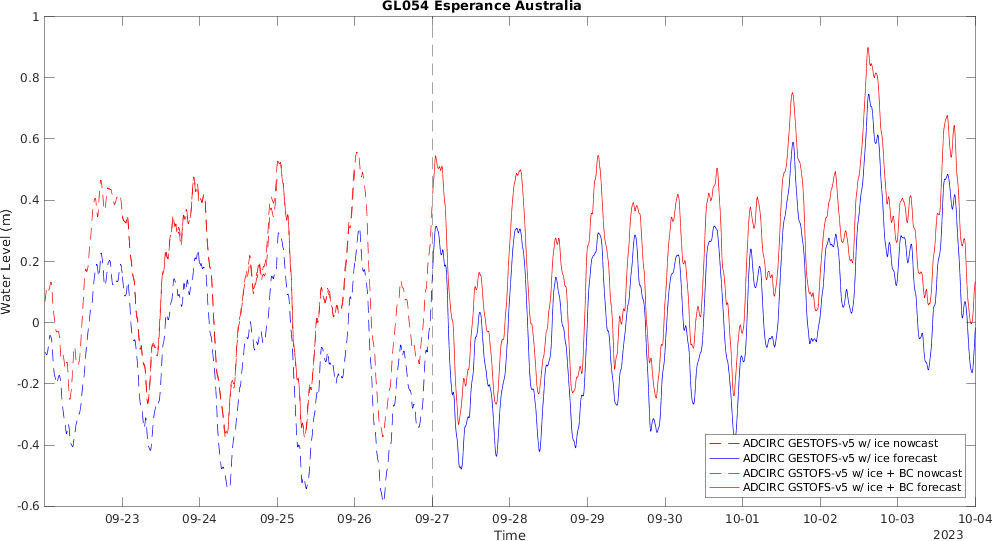 GL054 Esperance Australia
Water Level (m)
1
0.8
0.6
0.4
0.2
0
-0.2
-0.4
-0.6
ADCIRC GESTOFS-v5 w/ ice nowcast
ADCIRC GESTOFS-v5 w/ ice forecast
ADCIRC GSTOFS-v5 w/ ice + BC nowcast
ADCIRC GSTOFS-v5 w/ ice + BC forecast
09-23 09-24 09-25 09-26 09-27 09-28 09-29 09-30 10-01 10-02 10-03 10-04
Time
2023